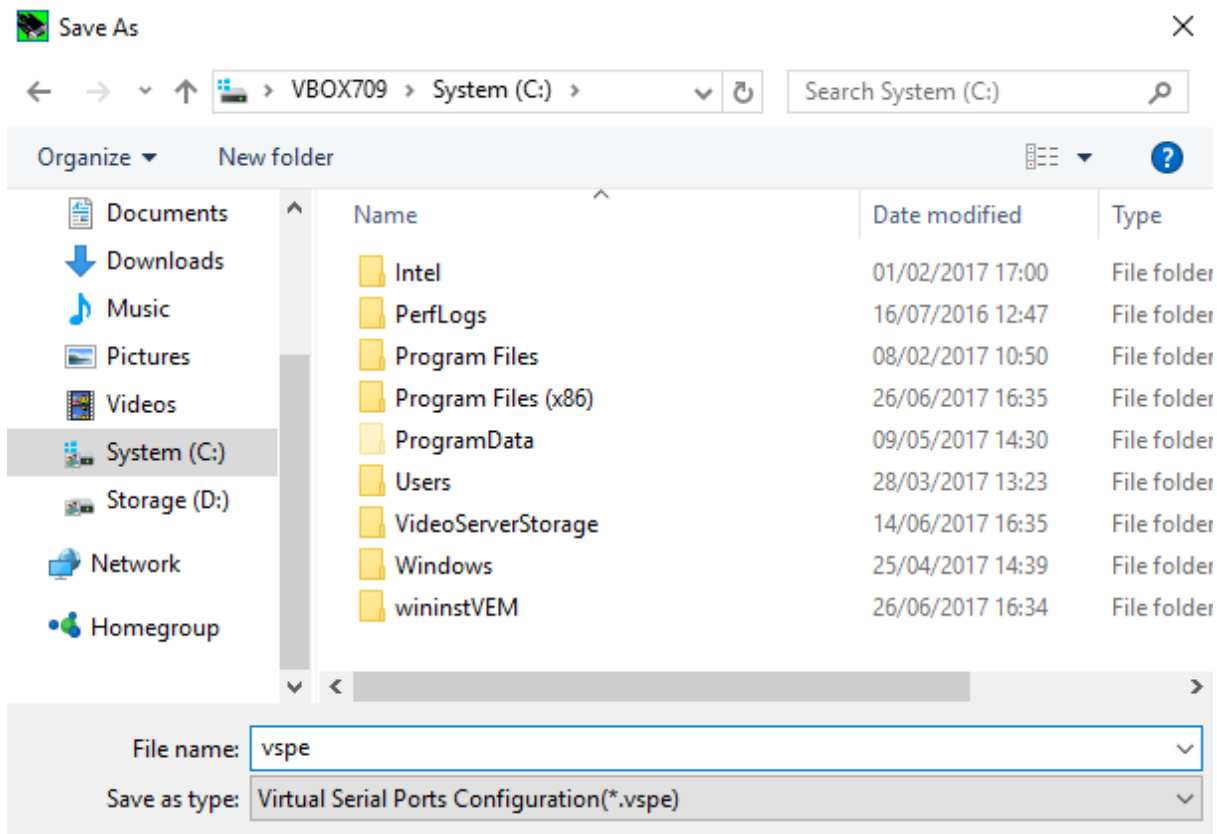 Save As
VBOX709 > System (C:) > Search System (C:)
Organize New folder ?
Name Date modified Type
Documents
Downloads
Music
Pictures
Videos
System (C:)
Storage (D:)
Network
Homegroup
Intel 01/02/2017 17:00 File folder
PerfLogs 16/07/2016 12:47 File folder
Program Files 08/02/2017 10:50 File folder
Program Files (x86) 26/06/2017 16:35 File folder
ProgramData 09/05/2017 14:30 File folder
Users 28/03/2017 13:23 File folder
VideoServerStorage 14/06/2017 16:35 File folder
Windows 25/04/2017 14:39 File folder
wininstVEM 26/06/2017 16:34 File folder
File name: vspe
Save as type: Virtual Serial Ports Configuration(*.vspe)